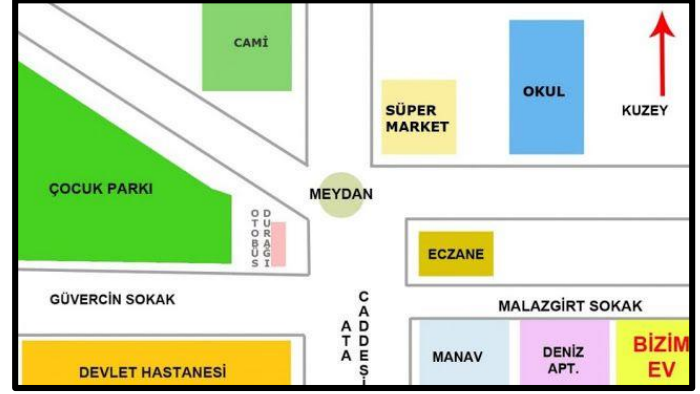 CAMİ
SÜPER
MARKET
OKUL
KUZEY
ÇOCUK PARKI
MEYDAN
OTOBÜS
DURAĞI
ECZANE
GÜVERCİN SOKAK
ATA
CADDESİ
MALAZGİRT SOKAK
DEVLET HASTANESİ
MANAV
DENİZ
APT.
BİZİM
EV